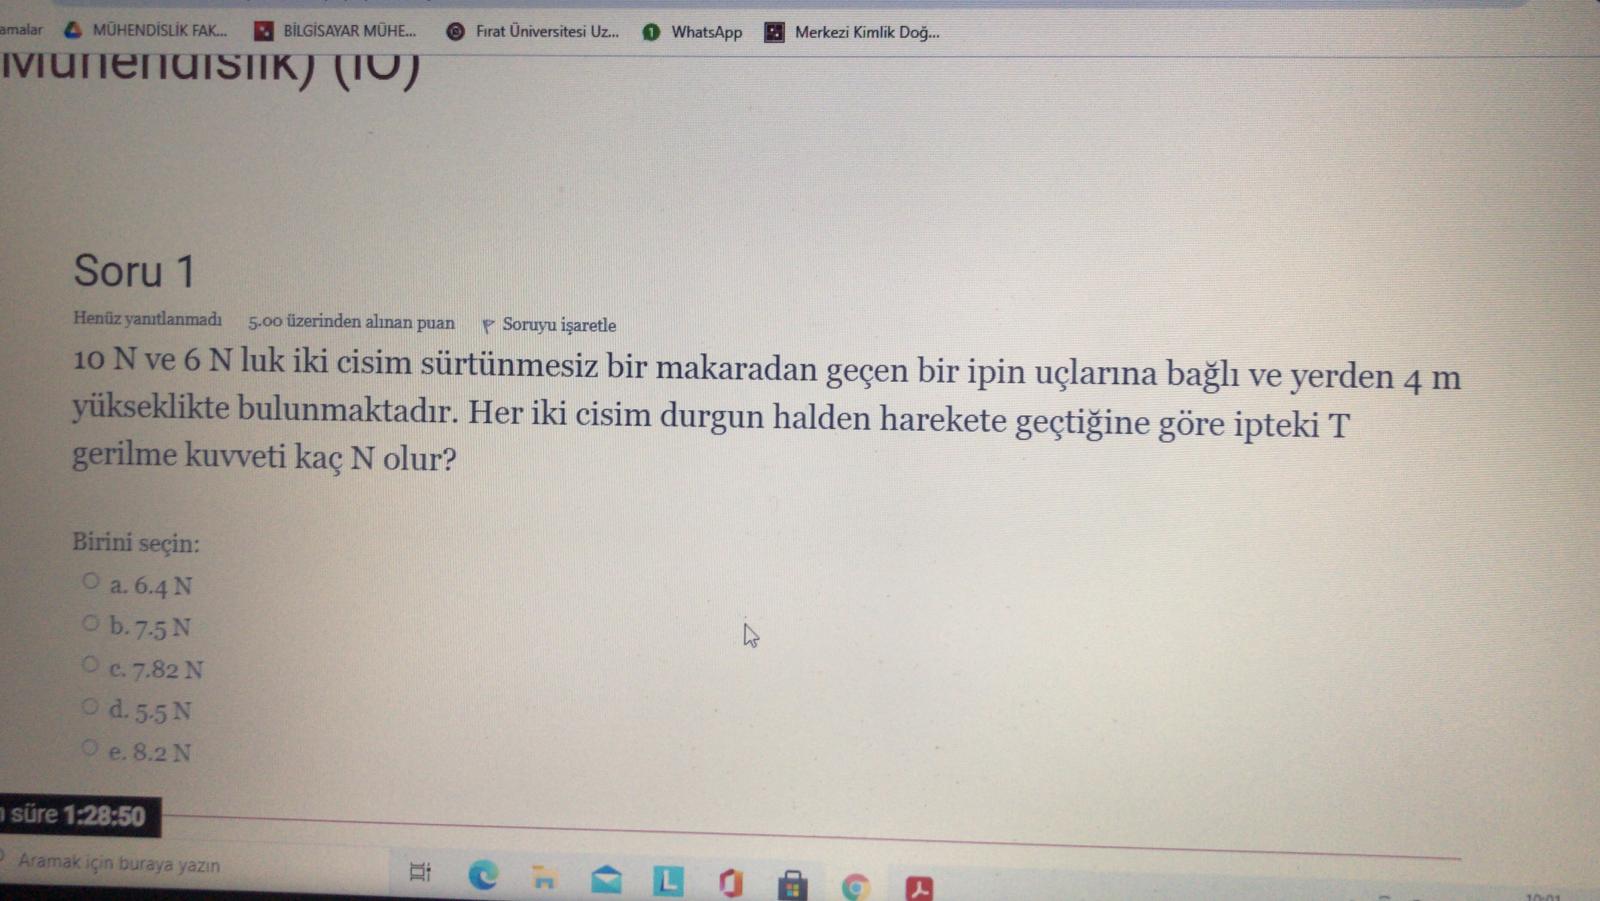 amalar MÜHENDİSLİK FAK... BİLGİSAYAR MÜHE... Fırat Üniversitesi Uz... 1 WhatsApp Merkezi Kimlik Doğ...
Mühendislik) (İÖ)
Soru 1
Henüz yanıtlanmadı 5.00 üzerinden alınan puan Soruyu işaretle
10 N ve 6 N luk iki cisim sürtünmesiz bir makaradan geçen bir ipin uçlarına bağlı ve yerden 4 m
yükseklikte bulunmaktadır. Her iki cisim durgun halden harekete geçtiğine göre ipteki T
gerilme kuvveti kaç N olur?
Birini seçin:
a. 6.4 N
b. 7.5 N
c. 7.82 N
d. 5.5 N
e. 8.2 N
süre 1:28:50
Aramak için buraya yazın
L
10:01